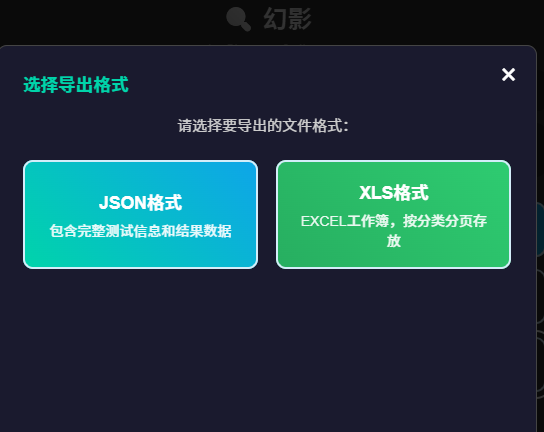 幻影
选择导出格式
×
请选择要导出的文件格式：
JSON格式
包含完整测试信息和结果数据
XLS格式
EXCEL工作簿，按分类分页存
放